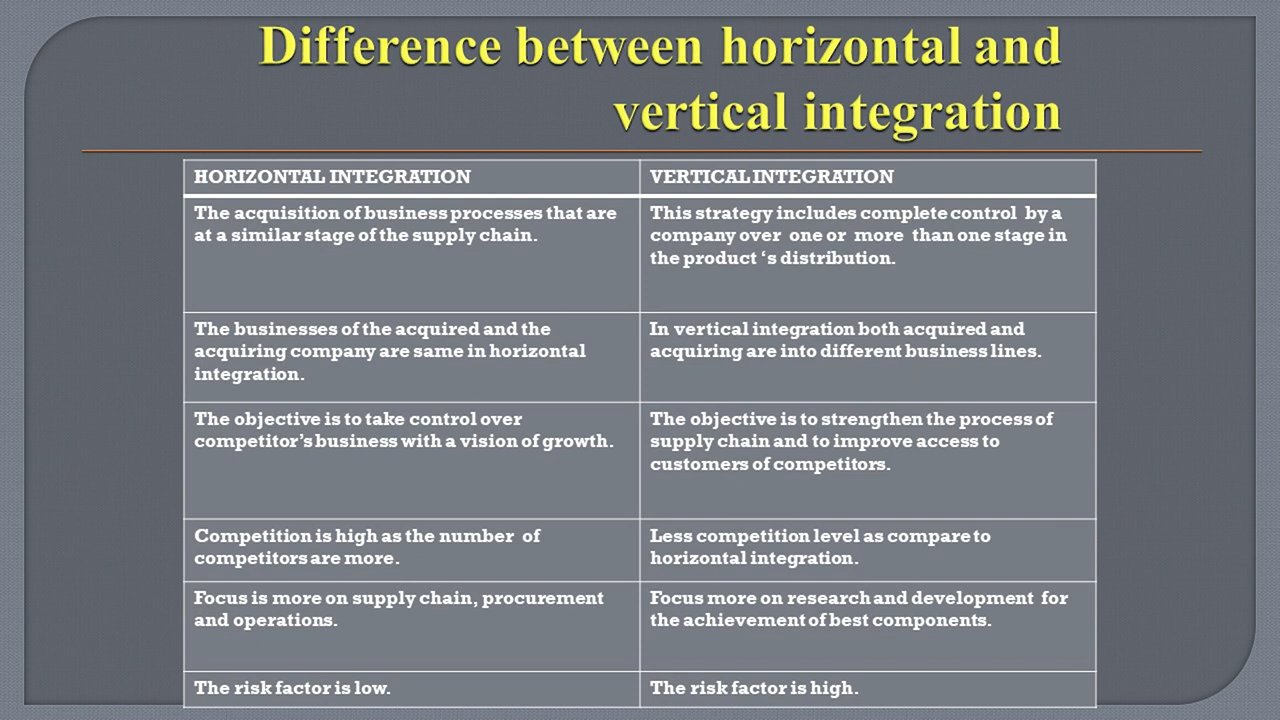 Difference between horizontal and
vertical integration
HORIZONTAL INTEGRATION
VERTICAL INTEGRATION
The acquisition of business processes that are
at a similar stage of the supply chain.
This strategy includes complete control by a
company over one or more than one stage in
the product ‘s distribution.
The businesses of the acquired and the
acquiring company are same in horizontal
integration.
In vertical integration both acquired and
acquiring are into different business lines.
The objective is to take control over
competitor’s business with a vision of growth.
The objective is to strengthen the process of
supply chain and to improve access to
customers of competitors.
Competition is high as the number of
competitors are more.
Less competition level as compare to
horizontal integration.
Focus is more on supply chain, procurement
and operations.
Focus more on research and development for
the achievement of best components.
The risk factor is low.
The risk factor is high.